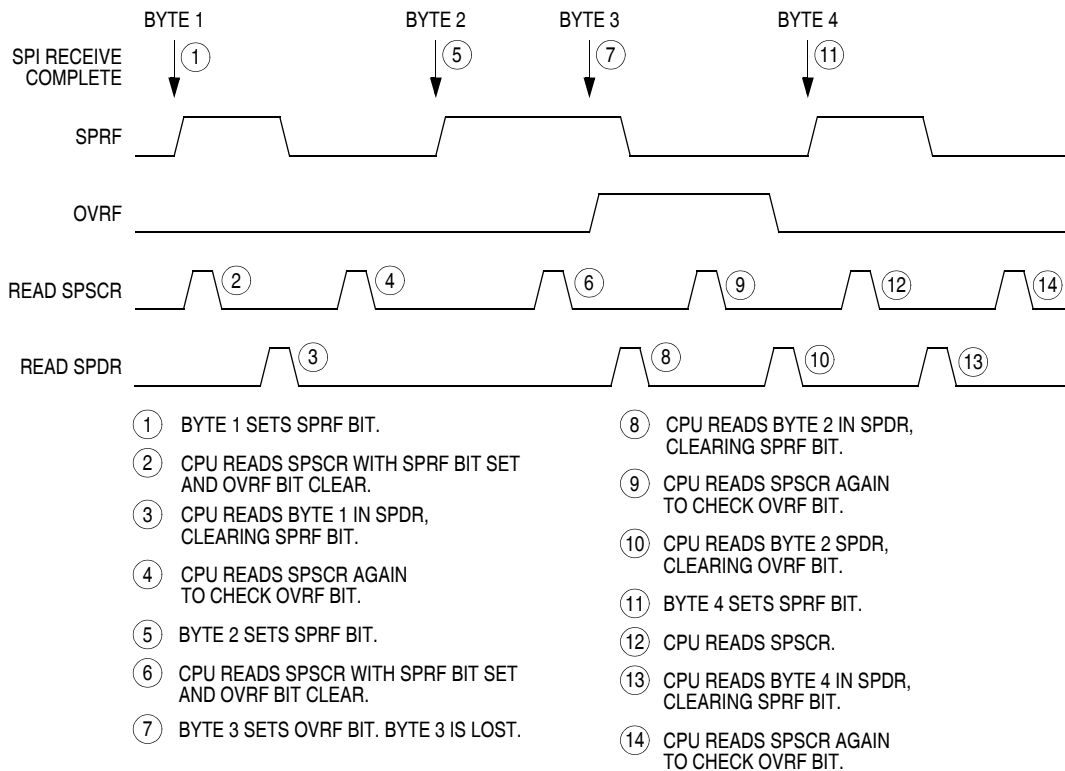 BYTE 1 BYTE 2 BYTE 3 BYTE 4
SPI RECEIVE
COMPLETE
1 5 7 11
SPRF
OVRF
READ SPSCR
2 4 6 9 12 14
READ SPDR
3 8 10 13
1 BYTE 1 SETS SPRF BIT.
2 CPU READS SPSCR WITH SPRF BIT SET
AND OVRF BIT CLEAR.
3 CPU READS BYTE 1 IN SPDR,
CLEARING SPRF BIT.
4 CPU READS SPSCR AGAIN
TO CHECK OVRF BIT.
5 BYTE 2 SETS SPRF BIT.
6 CPU READS SPSCR WITH SPRF BIT SET
AND OVRF BIT CLEAR.
7 BYTE 3 SETS OVRF BIT. BYTE 3 IS LOST.
8 CPU READS BYTE 2 IN SPDR,
CLEARING SPRF BIT.
9 CPU READS SPSCR AGAIN
TO CHECK OVRF BIT.
10 CPU READS BYTE 2 SPDR,
CLEARING OVRF BIT.
11 BYTE 4 SETS SPRF BIT.
12 CPU READS SPSCR.
13 CPU READS BYTE 4 IN SPDR,
CLEARING SPRF BIT.
14 CPU READS SPSCR AGAIN
TO CHECK OVRF BIT.